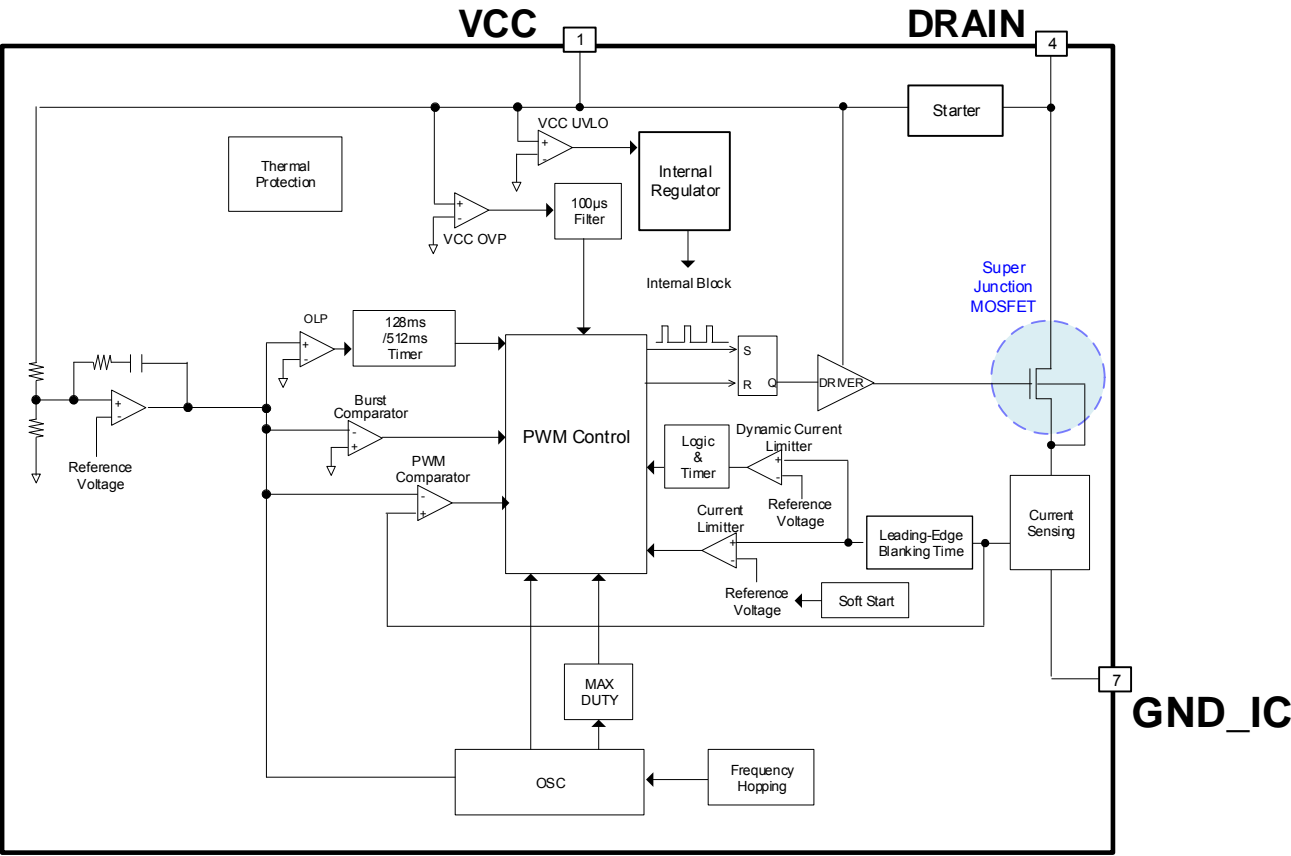 VCC
DRAIN
1
4
Starter
VCC UVLO
+
-
Thermal
Protection
Internal
Regulator
100μs
Filter
+
-
VCC OVP
Internal Block
Super
Junction
MOSFET
OLP
128ms
/512ms
Timer
+
-
S
R
Q
DRIVER
Burst
Comparator
+
-
-
+
Reference
Voltage
PWM Control
PWM
Comparator
-
+
Logic
&
Timer
Dynamic Current
Limitter
+
-
Reference
Voltage
Current
Limitter
+
-
Leading-Edge
Blanking Time
Current
Sensing
Reference
Voltage
Soft Start
7
GND_IC
MAX
DUTY
OSC
Frequency
Hopping